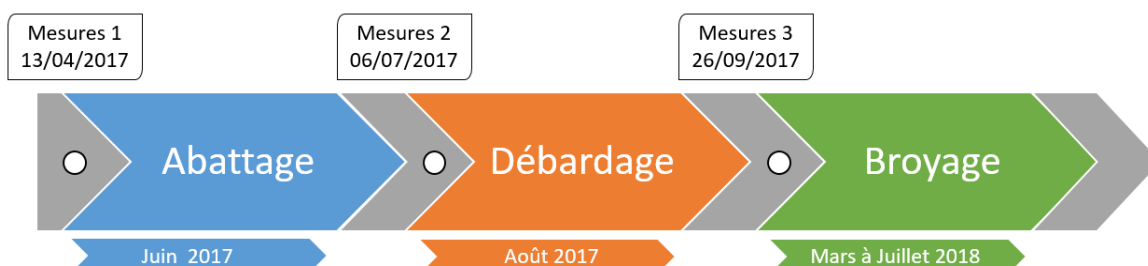 Mesures 1
13/04/2017
Mesures 2
06/07/2017
Mesures 3
26/09/2017
Abattage
Débardage
Broyage
Juin 2017
Août 2017
Mars à Juillet 2018